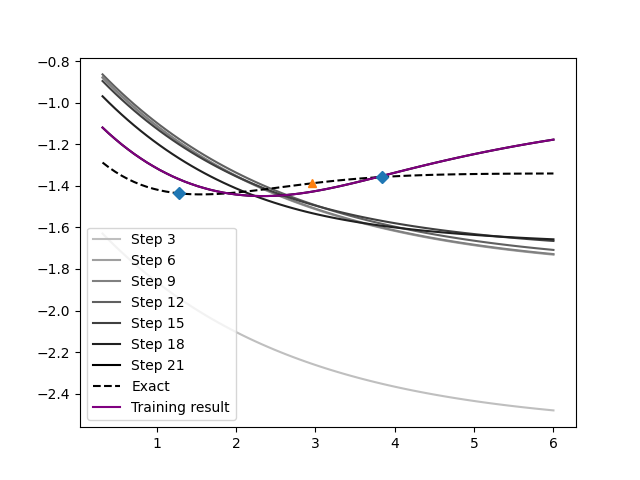 −0.8
−1.0
−1.2
−1.4
−1.6
−1.8
−2.0
−2.2
−2.4
Step 3
Step 6
Step 9
Step 12
Step 15
Step 18
Step 21
Exact
Training result
1 2 3 4 5 6